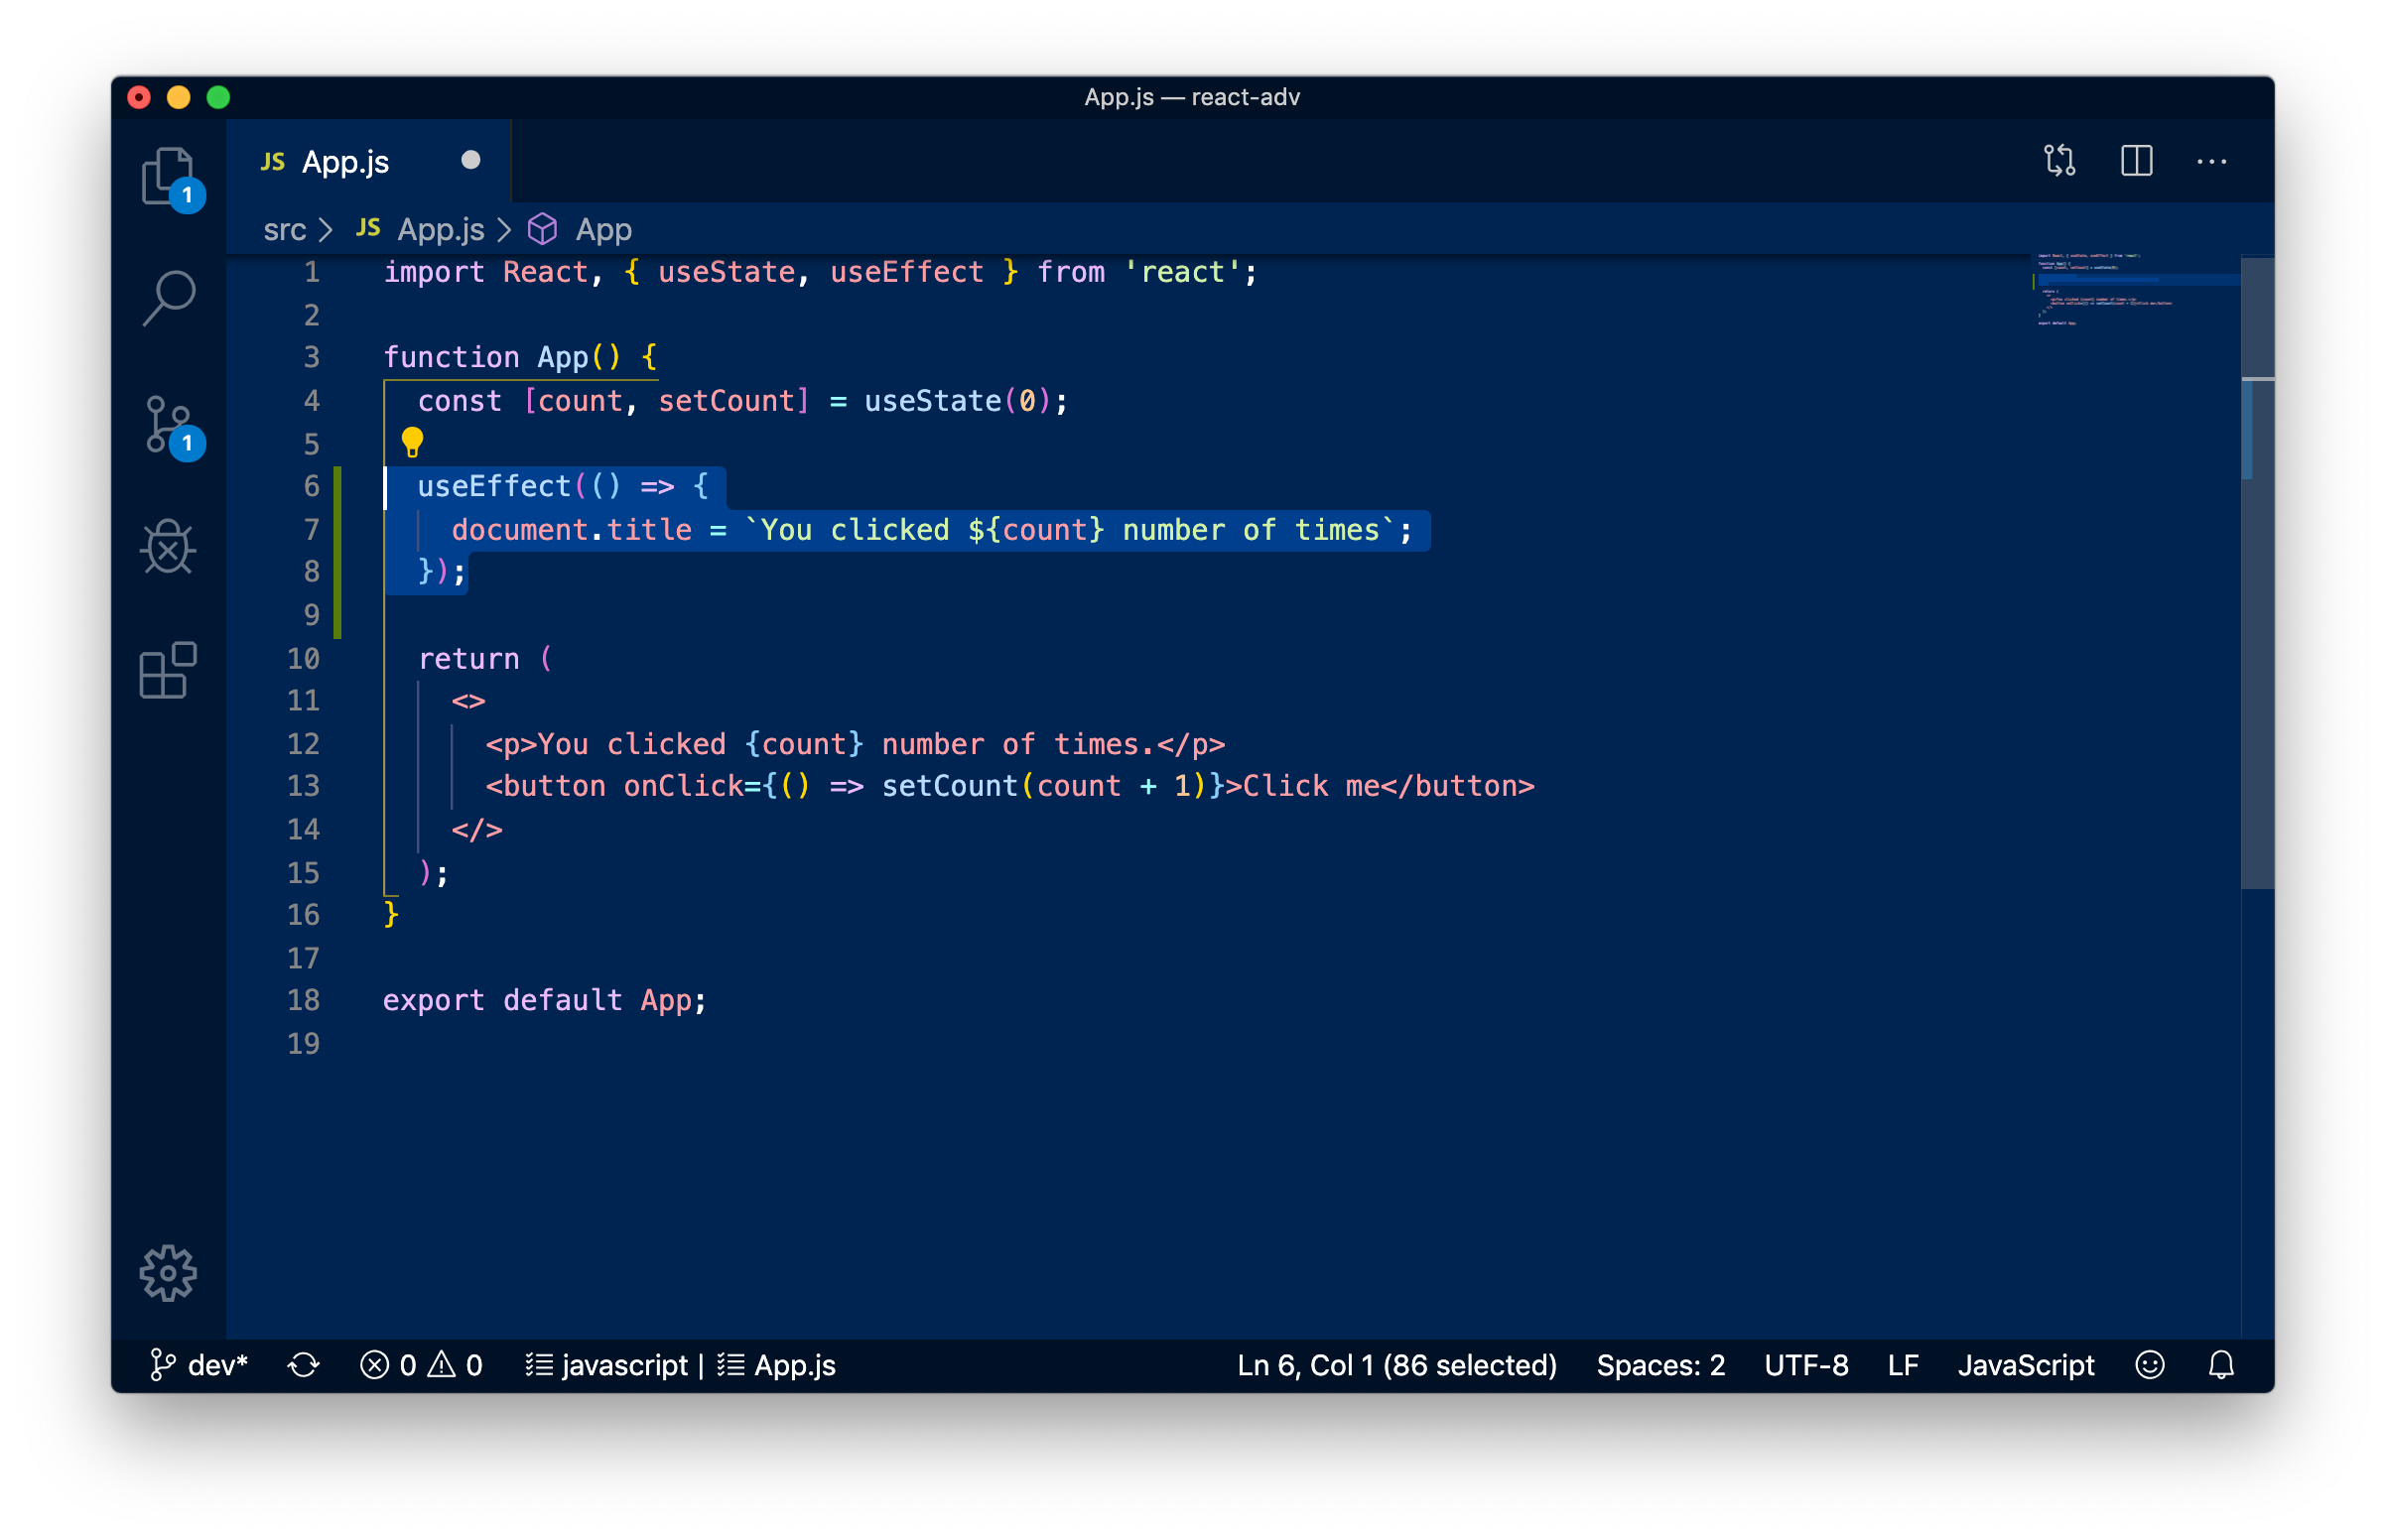 App.js — react-adv
JS App.js
1
src > JS App.js > App
1 import React, { useState, useEffect } from 'react';
2
3 function App() {
4   const [count, setCount] = useState(0);
5
6   useEffect(() => {
7     document.title = `You clicked ${count} number of times`;
8   });
9
10   return (
11     <>
12       <p>You clicked {count} number of times.</p>
13       <button onClick={() => setCount(count + 1)}>Click me</button>
14     </>
15   );
16 }
17
18 export default App;
19
1
dev* 0 0 javascript | App.js Ln 6, Col 1 (86 selected) Spaces: 2 UTF-8 LF JavaScript